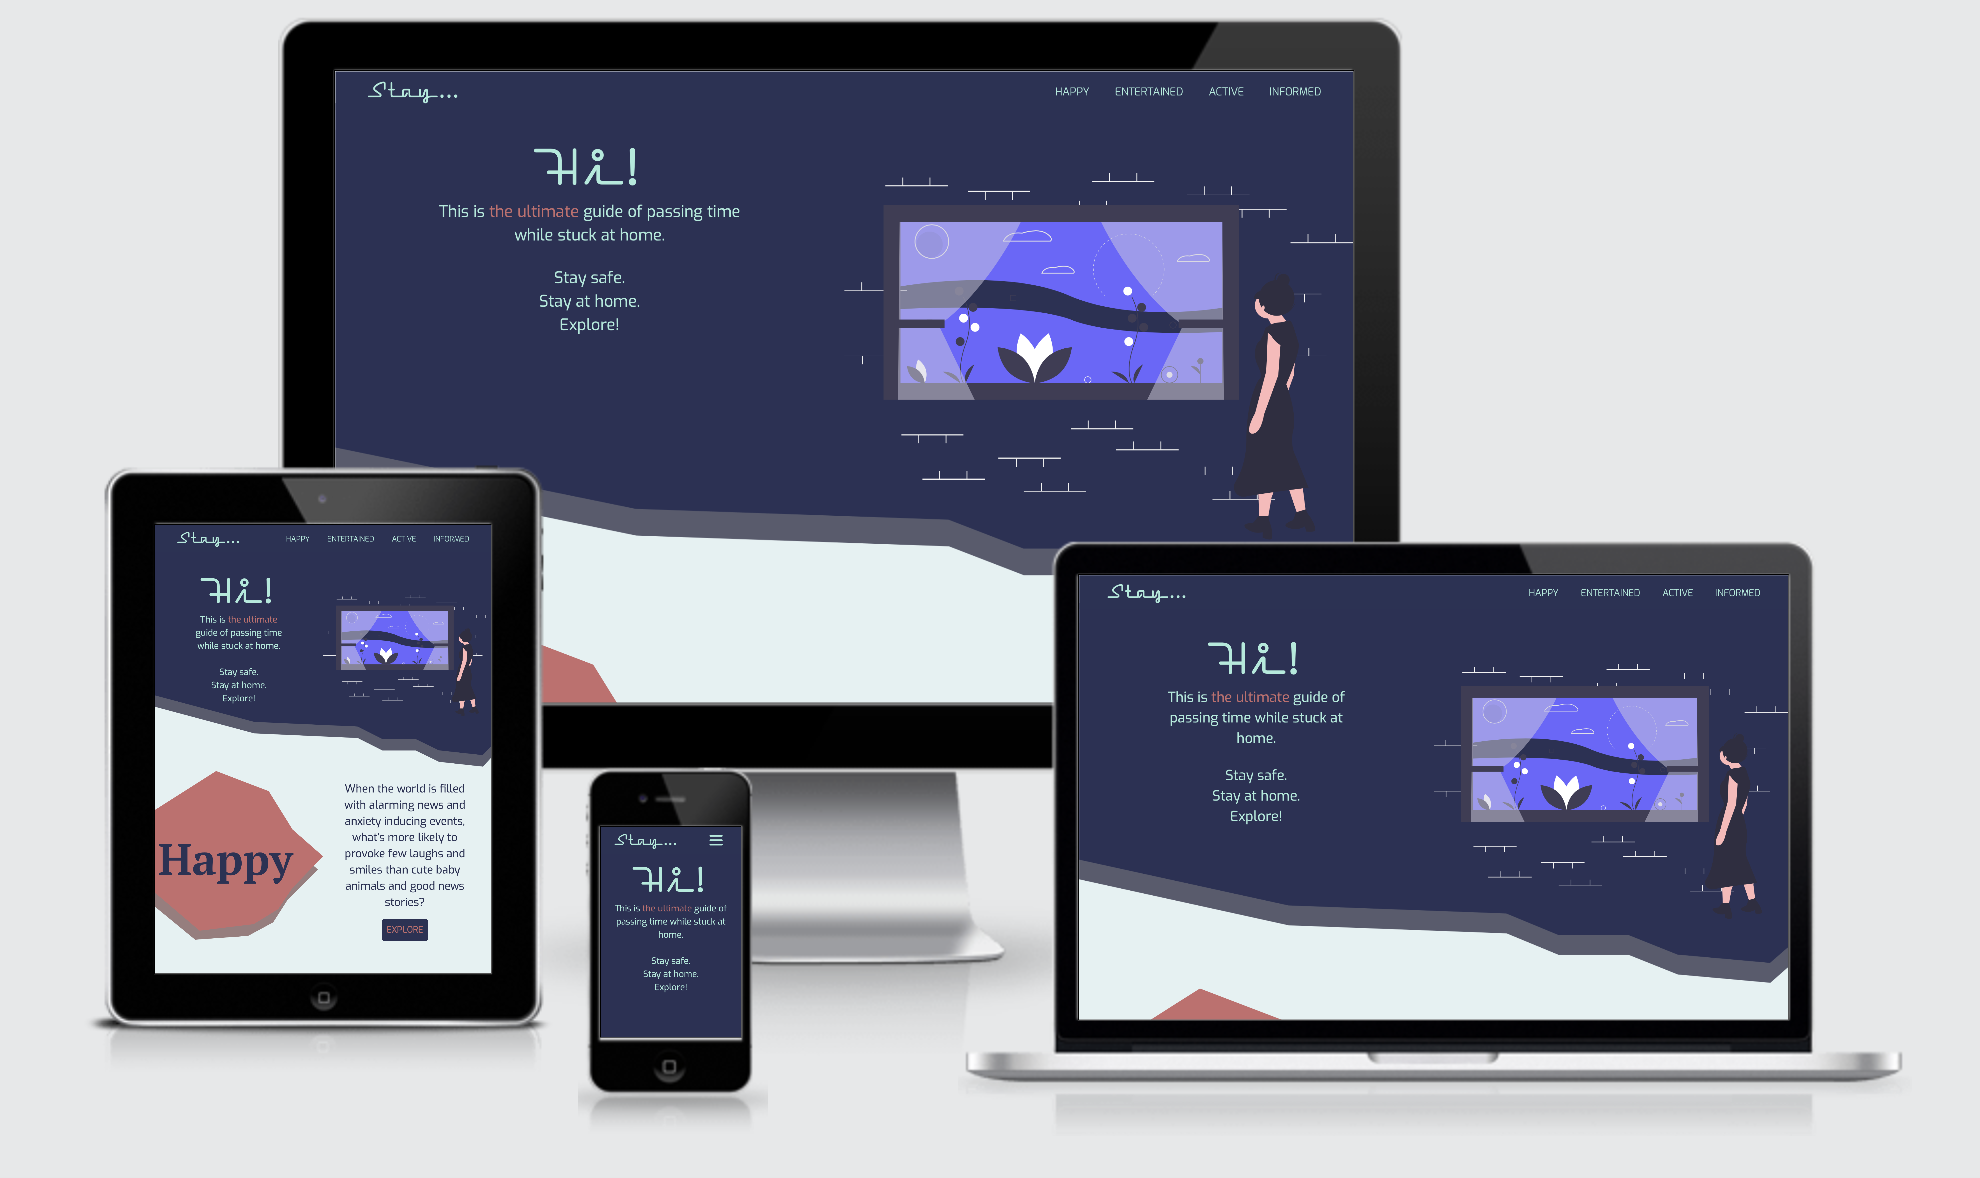 Stay...
HAPPY ENTERTAINED ACTIVE INFORMED
Hi!
This is the ultimate guide of passing time
while stuck at home.
Stay safe.
Stay at home.
Explore!
Stay...
HAPPY ENTERTAINED ACTIVE INFORMED
Hi!
This is the ultimate
guide of passing time
while stuck at home.
Stay safe.
Stay at home.
Explore!
Happy
When the world is filled
with alarming news and
anxiety inducing events,
what's more likely to
provoke few laughs and
smiles than cute baby
animals and good news
stories?
EXPLORE
Stay...
Hi!
This is the ultimate guide of
passing time while stuck at
home.
Stay safe.
Stay at home.
Explore!
Stay...
HAPPY ENTERTAINED ACTIVE INFORMED
Hi!
This is the ultimate guide of
passing time while stuck at
home.
Stay safe.
Stay at home.
Explore!